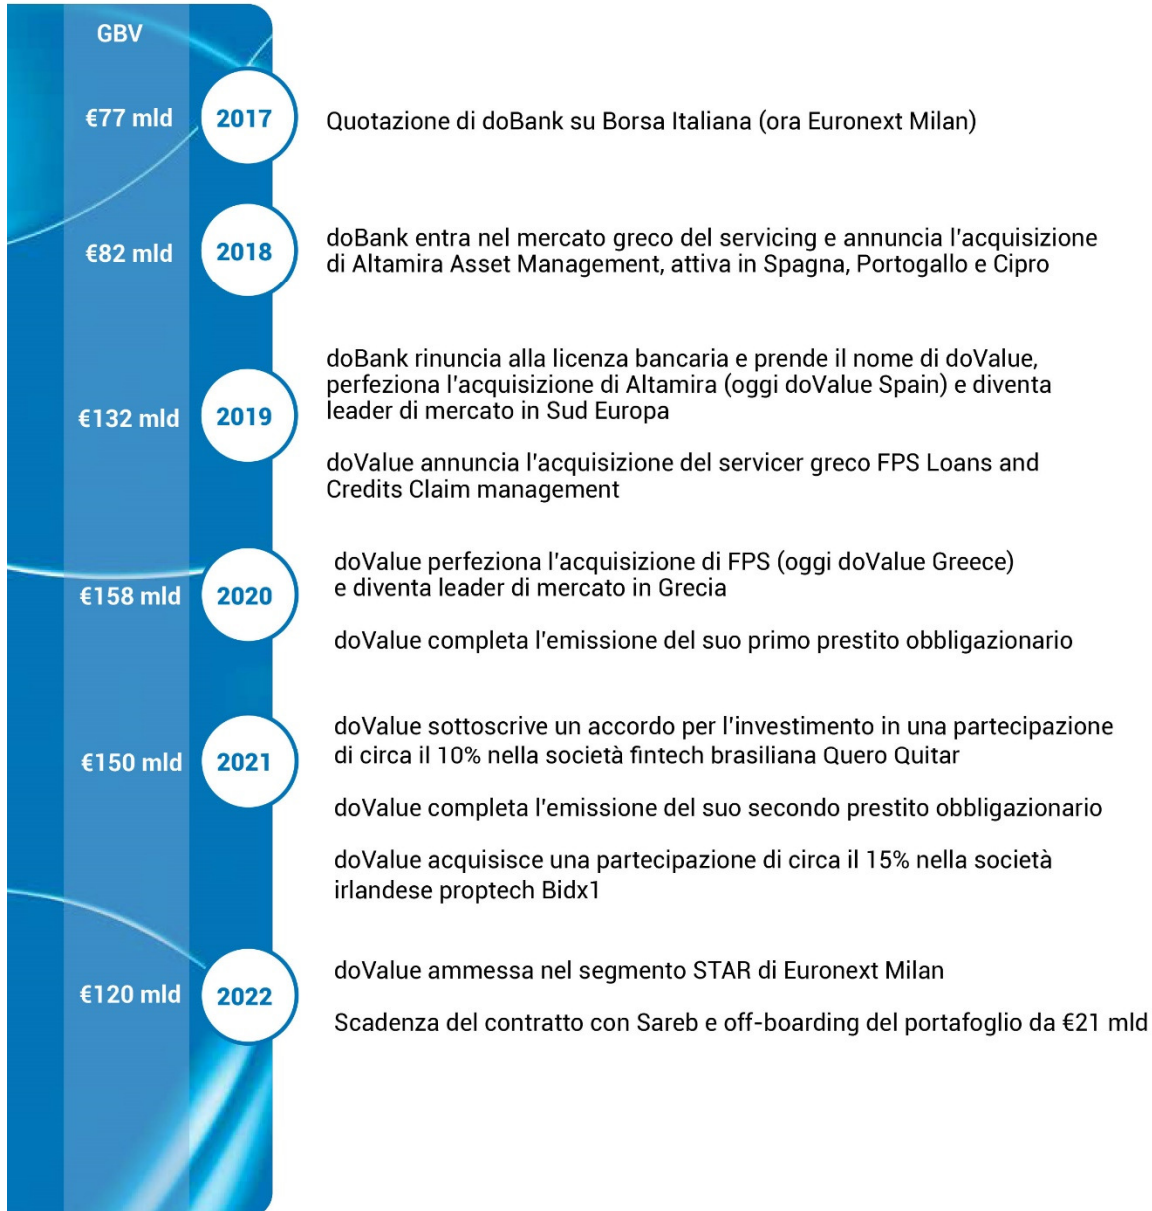 GBV
€77 mld
2017
Quotazione di doBank su Borsa Italiana (ora Euronext Milan)
€82 mld
2018
doBank entra nel mercato greco del servicing e annuncia l'acquisizione
di Altamira Asset Management, attiva in Spagna, Portogallo e Cipro
€132 mld
2019
doBank rinuncia alla licenza bancaria e prende il nome di doValue,
perfeziona l'acquisizione di Altamira (oggi doValue Spain) e diventa
leader di mercato in Sud Europa
doValue annuncia l'acquisizione del servicer greco FPS Loans and
Credits Claim management
€158 mld
2020
doValue perfeziona l'acquisizione di FPS (oggi doValue Greece)
e diventa leader di mercato in Grecia
doValue completa l'emissione del suo primo prestito obbligazionario
€150 mld
2021
doValue sottoscrive un accordo per l'investimento in una partecipazione
di circa il 10% nella società fintech brasiliana Quero Quitar
doValue completa l'emissione del suo secondo prestito obbligazionario
doValue acquisisce una partecipazione di circa il 15% nella società
irlandese proptech Bidx1
€120 mld
2022
doValue ammessa nel segmento STAR di Euronext Milan
Scadenza del contratto con Sareb e off-boarding del portafoglio da €21 mld